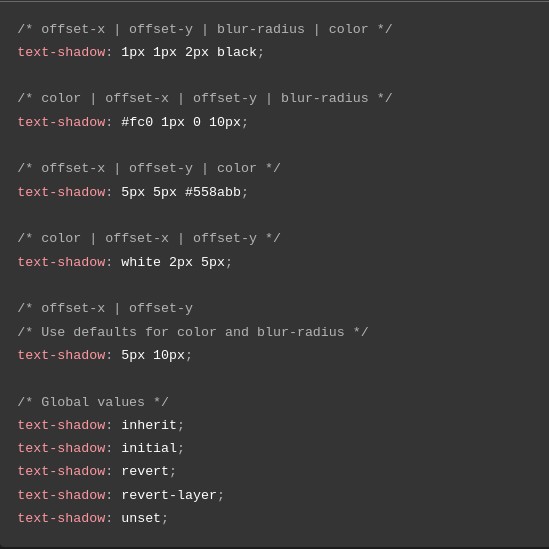 /* offset-x | offset-y | blur-radius | color */
text-shadow: 1px 1px 2px black;
/* color | offset-x | offset-y | blur-radius */
text-shadow: #fc0 1px 0 10px;
/* offset-x | offset-y | color */
text-shadow: 5px 5px #558abb;
/* color | offset-x | offset-y */
text-shadow: white 2px 5px;
/* offset-x | offset-y
/* Use defaults for color and blur-radius */
text-shadow: 5px 10px;
/* Global values */
text-shadow: inherit;
text-shadow: initial;
text-shadow: revert;
text-shadow: revert-layer;
text-shadow: unset;